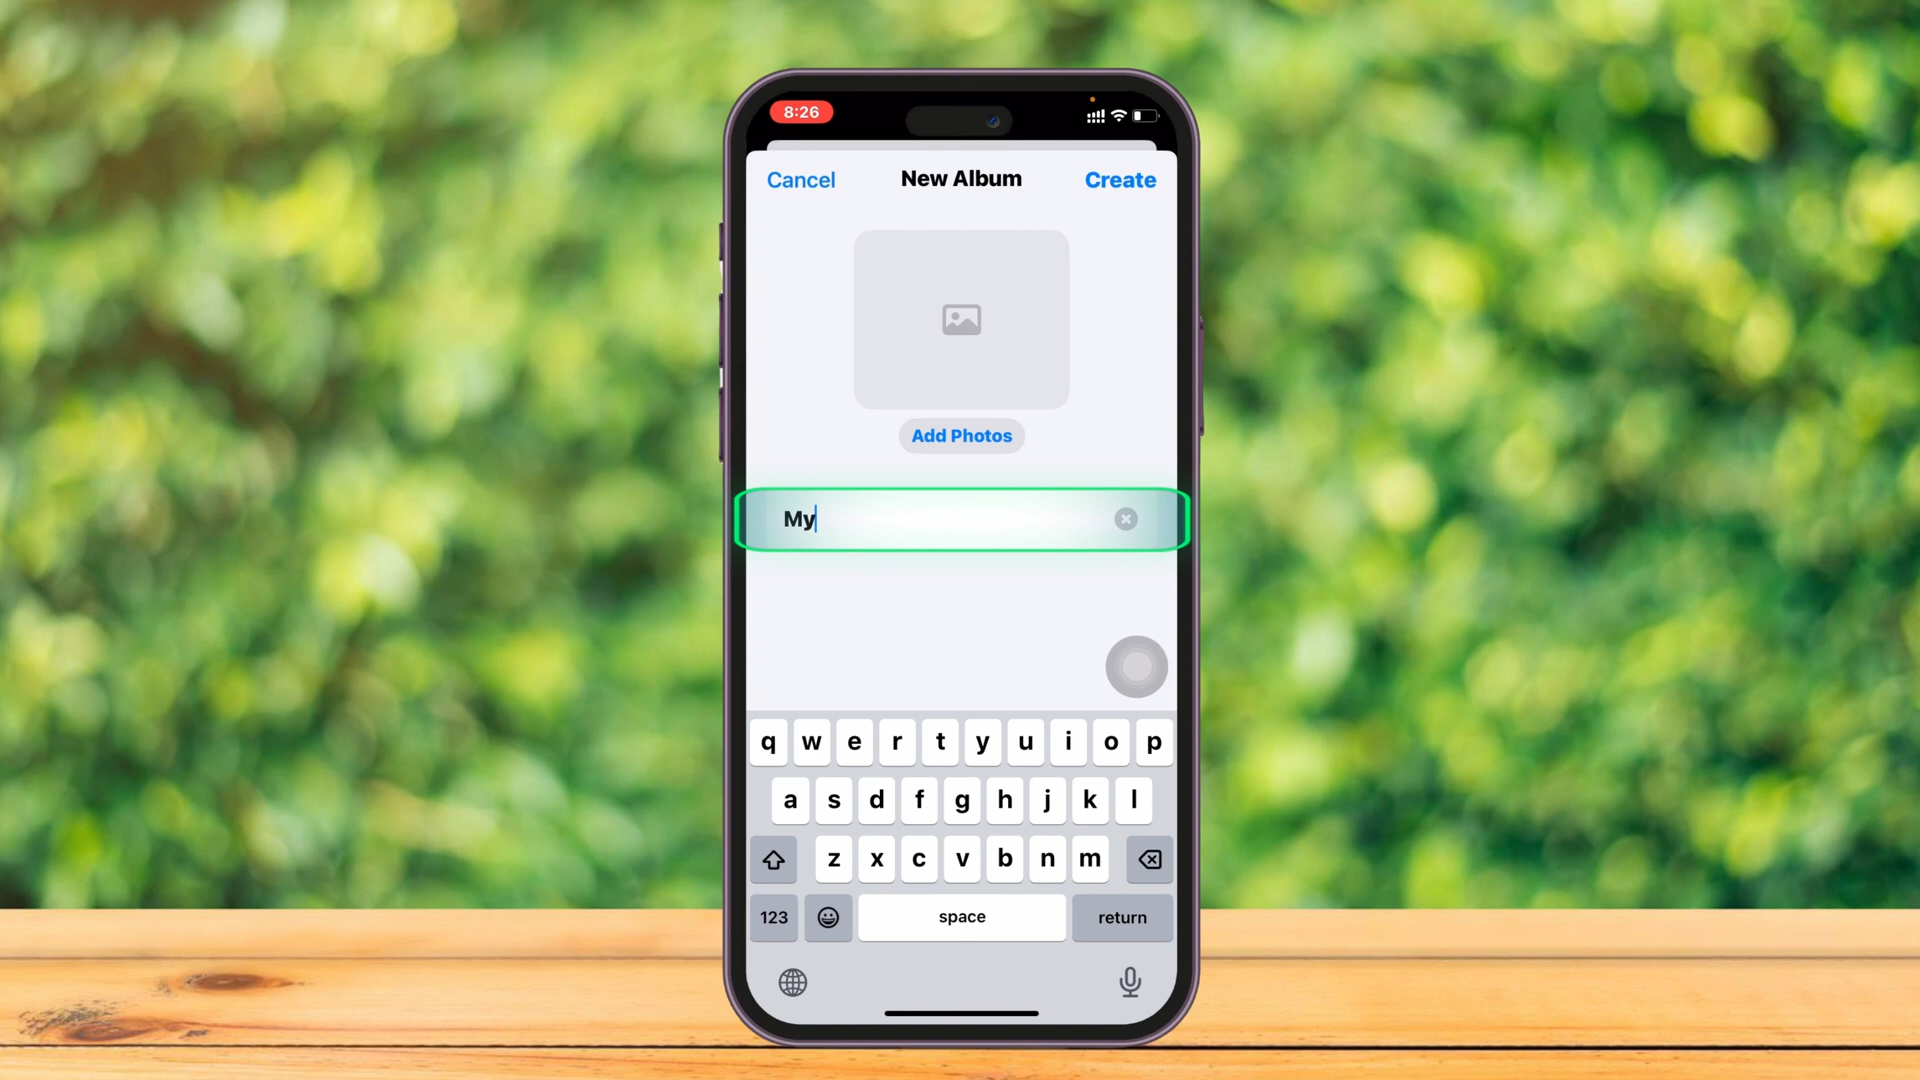 8:26
Cancel New Album Create
Add Photos
My
q w e r t y u i o p
a s d f g h j k l
z x c v b n m
123 space return